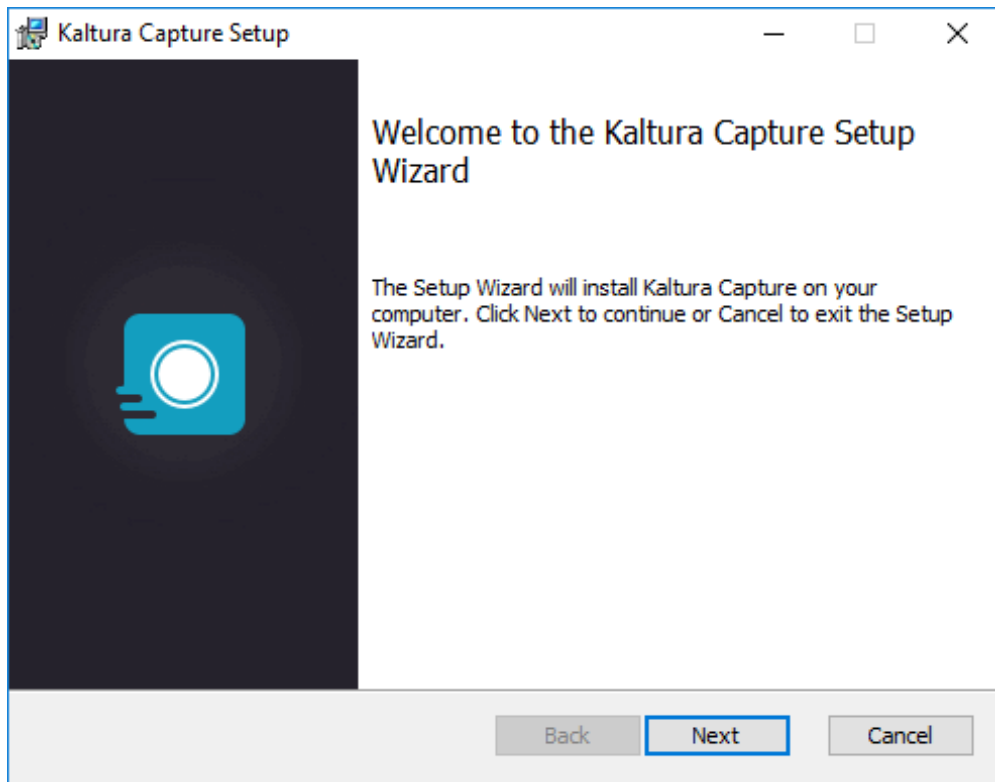 Kaltura Capture Setup
Welcome to the Kaltura Capture Setup
Wizard
The Setup Wizard will install Kaltura Capture on your
computer. Click Next to continue or Cancel to exit the Setup
Wizard.
Back Next Cancel